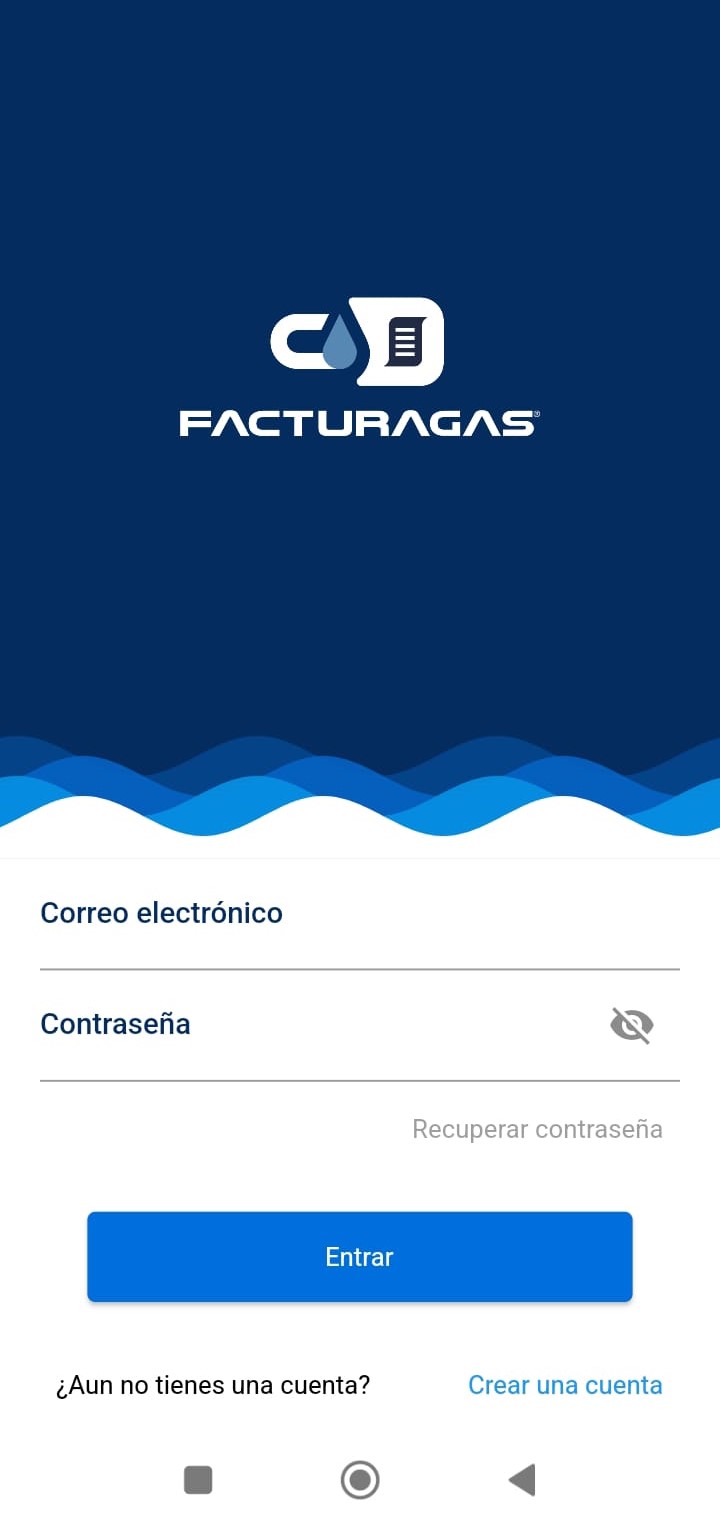 FACTURAGAS®
Correo electrónico
Contraseña
Recuperar contraseña
Entrar
¿Aun no tienes una cuenta? Crear una cuenta